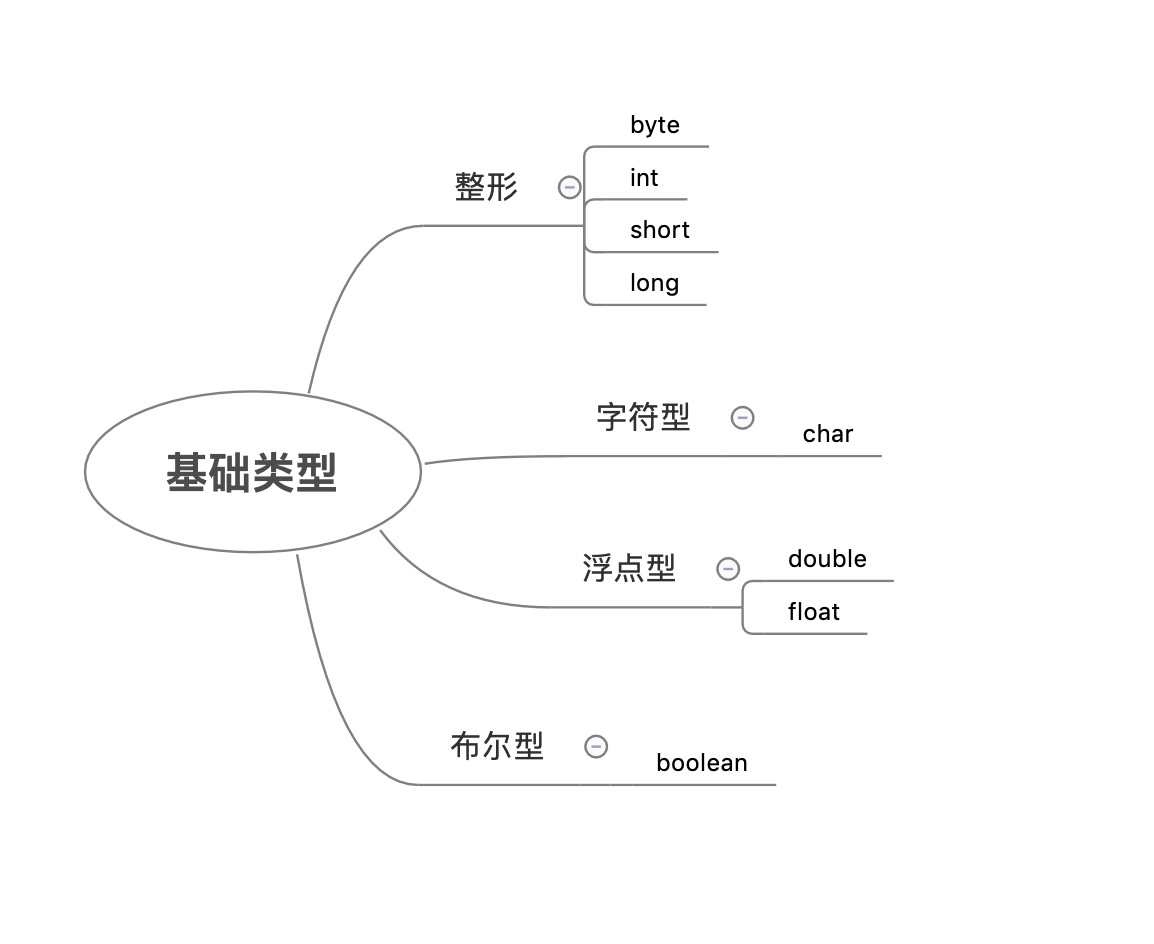 基础类型
整形
byte
int
short
long
字符型
char
浮点型
double
float
布尔型
boolean